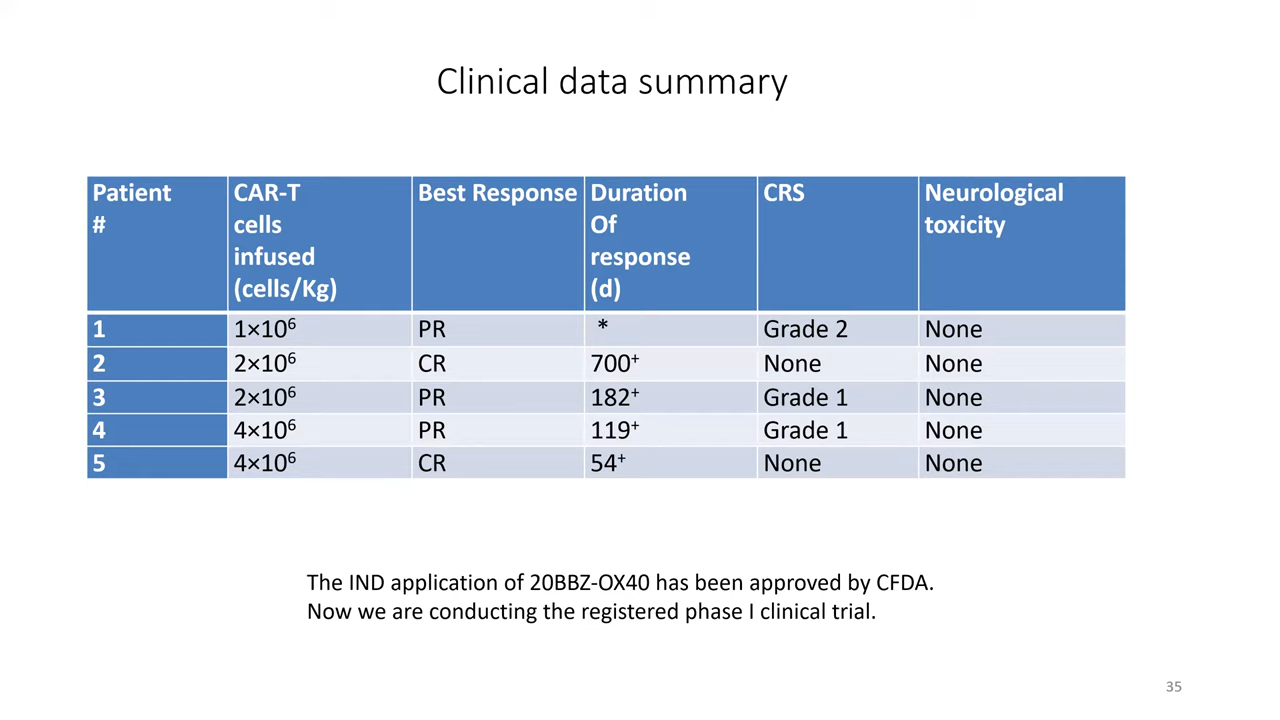 Clinical data summary
Patient # CAR-T cells infused (cells/Kg) Best Response Duration Of response (d) CRS Neurological toxicity
1 1×10⁶ PR * Grade 2 None
2 2×10⁶ CR 700⁺ None None
3 2×10⁶ PR 182⁺ Grade 1 None
4 4×10⁶ PR 119⁺ Grade 1 None
5 4×10⁶ CR 54⁺ None None
The IND application of 20BBZ-OX40 has been approved by CFDA.
Now we are conducting the registered phase I clinical trial.
35